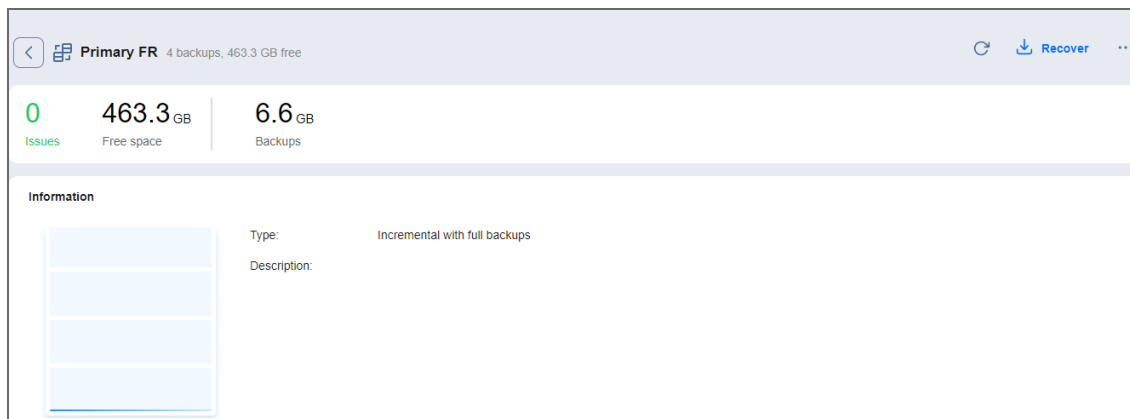 Primary FR 4 backups, 463.3 GB free
Recover
0
463.3 GB
6.6 GB
Issues
Free space
Backups
Information
Type: Incremental with full backups
Description: